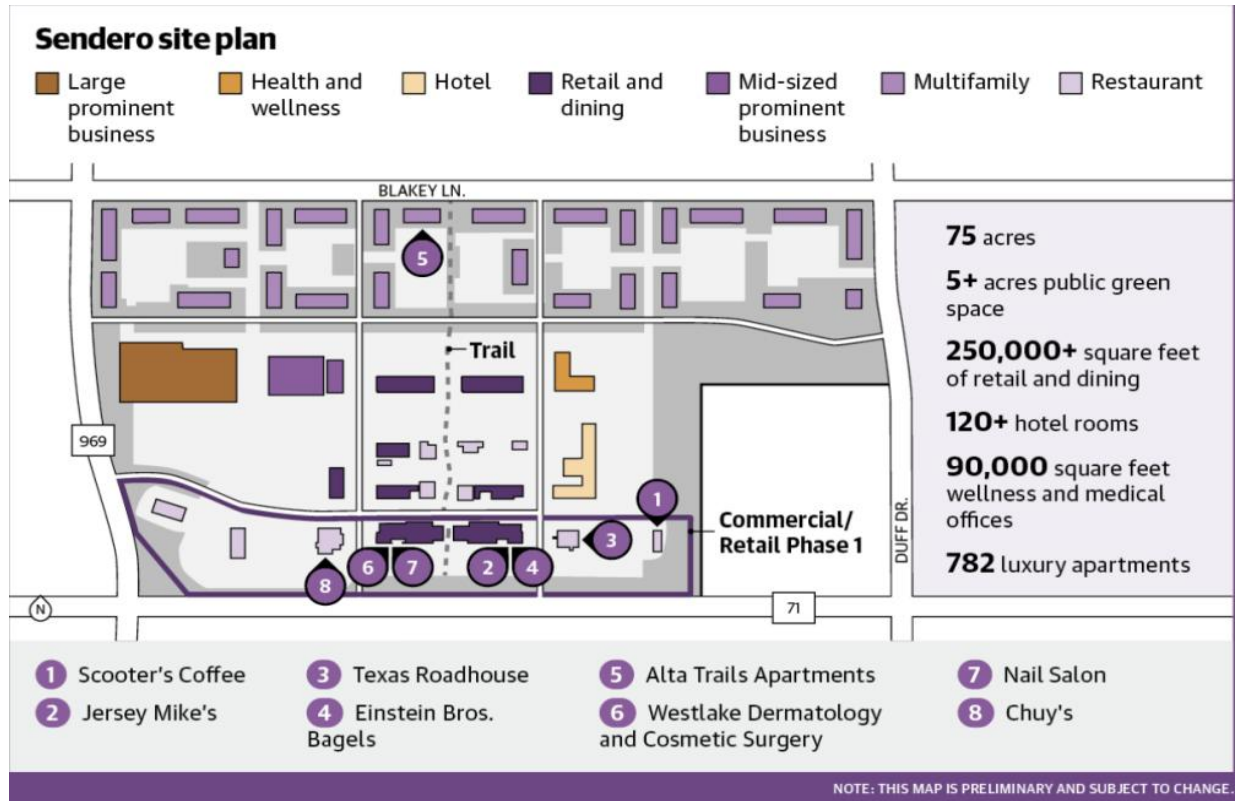 Sendero site plan
Large
prominent
business
Health and
wellness
Hotel
Retail and
dining
Mid-sized
prominent
business
Multifamily
Restaurant
BLAKEY LN.
5
Trail
969
1
Commercial/
Retail Phase 1
3
6
7
2
4
8
N
71
DUFF DR.
75 acres
5+ acres public green
space
250,000+ square feet
of retail and dining
120+ hotel rooms
90,000 square feet
wellness and medical
offices
782 luxury apartments
1 Scooter's Coffee
2 Jersey Mike's
3 Texas Roadhouse
4 Einstein Bros.
Bagels
5 Alta Trails Apartments
6 Westlake Dermatology
and Cosmetic Surgery
7 Nail Salon
8 Chuy's
NOTE: THIS MAP IS PRELIMINARY AND SUBJECT TO CHANGE.